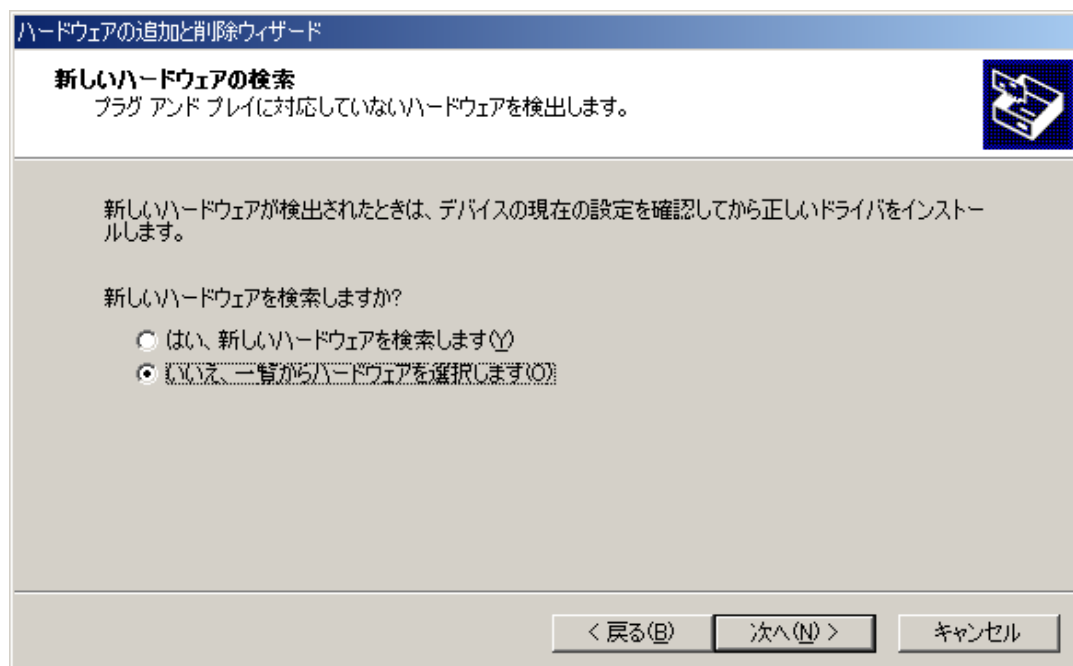 ハードウェアの追加と削除ウィザード
新しいハードウェアの検索
プラグ アンド プレイに対応していないハードウェアを検出します。
新しいハードウェアが検出されたときは、デバイスの現在の設定を確認してから正しいドライバをインストー
ルします。
新しいハードウェアを検索しますか?
はい、新しいハードウェアを検索します(Y)
いいえ、一覧からハードウェアを選択します(O)
< 戻る(B) 次へ(N) > キャンセル